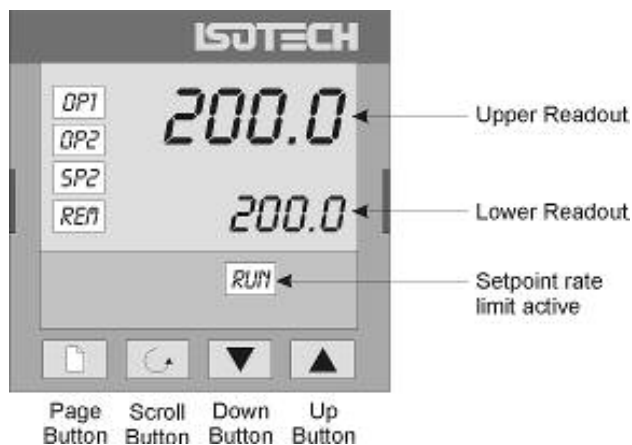 ISOTECH
OP1
200.0
Upper Readout
OP2
SP2
REM
200.0
Lower Readout
RUN
Setpoint rate
limit active
Page Button
Scroll Button
Down Button
Up Button